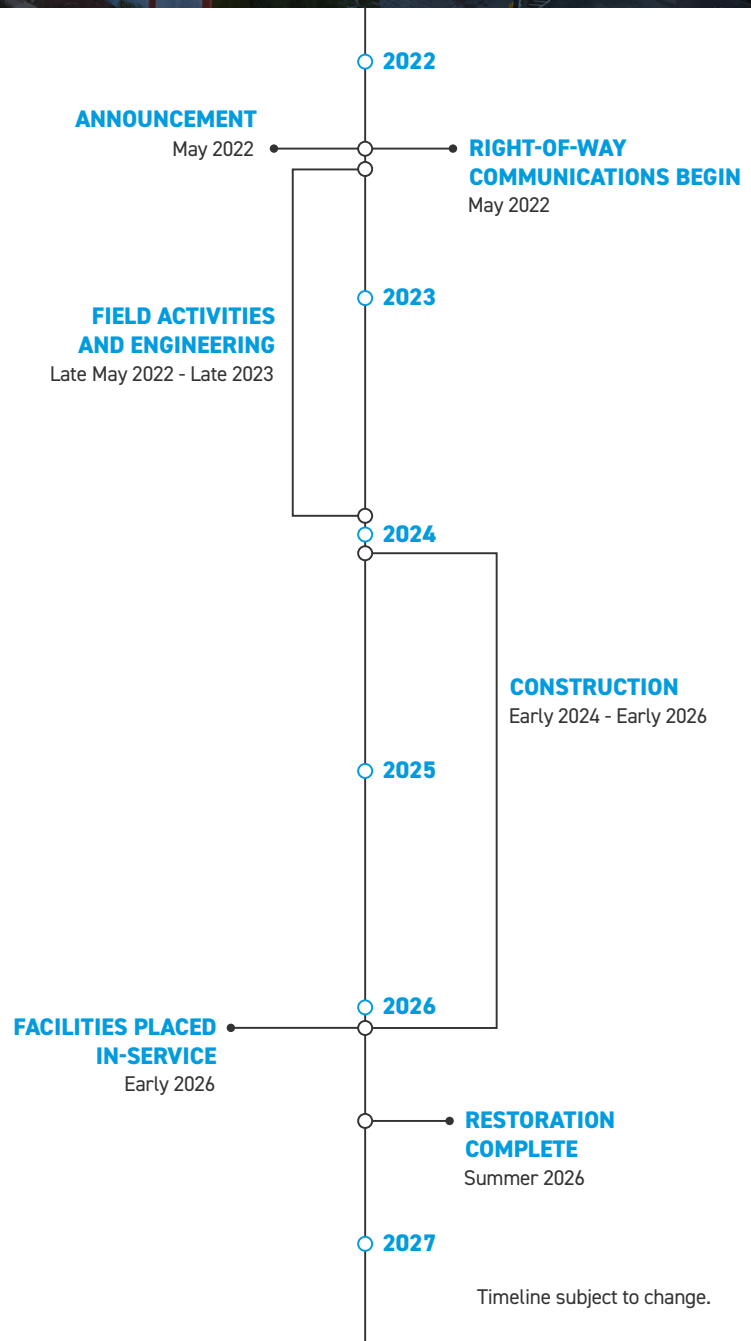 2022
ANNOUNCEMENT
May 2022
RIGHT-OF-WAY
COMMUNICATIONS BEGIN
May 2022
2023
FIELD ACTIVITIES
AND ENGINEERING
Late May 2022 - Late 2023
2024
CONSTRUCTION
Early 2024 - Early 2026
2025
2026
FACILITIES PLACED
IN-SERVICE
Early 2026
RESTORATION
COMPLETE
Summer 2026
2027
Timeline subject to change.